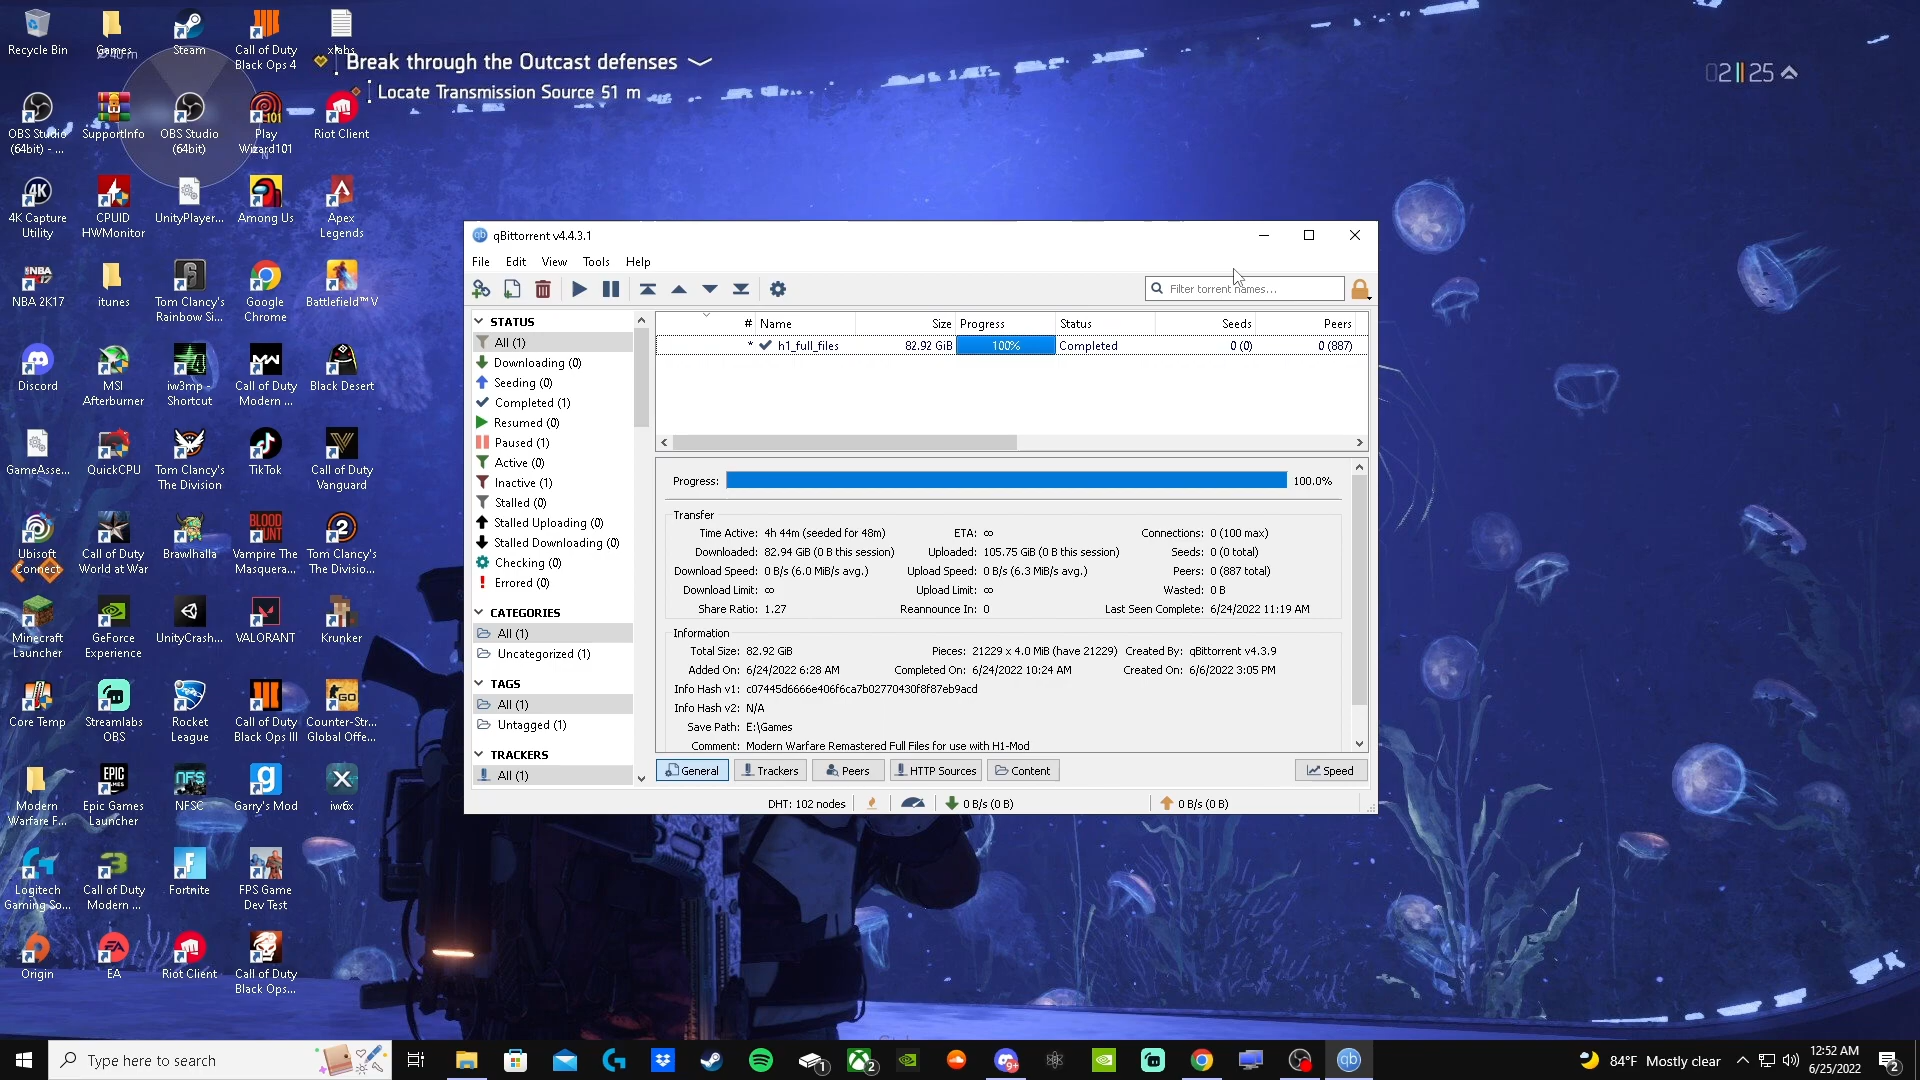 Recycle Bin
Games
Steam
Call of Duty
Black Ops 4
xlabs
40 m
Break through the Outcast defenses
Locate Transmission Source 51 m
02 25
OBS Studio
(64bit) - ...
SupportInfo
OBS Studio
(64bit)
Play
Wizard101
Riot Client
4K Capture
Utility
CPUID
HWMonitor
UnityPlayer...
Among Us
Apex
Legends
NBA 2K17
itunes
Tom Clancy's
Rainbow Si...
Google
Chrome
Battlefield™ V
Discord
MSI
Afterburner
iw3mp -
Shortcut
Call of Duty
Modern ...
Black Desert
GameAsse...
QuickCPU
Tom Clancy's
The Division
TikTok
Call of Duty
Vanguard
Ubisoft
Connect
Call of Duty
World at War
Brawlhalla
Vampire The
Masquera...
Tom Clancy's
The Divisio...
Minecraft
Launcher
GeForce
Experience
UnityCrash...
VALORANT
Krunker
Core Temp
Streamlabs
OBS
Rocket
League
Call of Duty
Black Ops III
Counter-Str...
Global Offe...
Modern
Warfare F...
Epic Games
Launcher
NFSC
Garry's Mod
iw6x
Logitech
Gaming So...
Call of Duty
Modern ...
Fortnite
FPS Game
Dev Test
Origin
EA
Riot Client
Call of Duty
Black Ops...
qBittorrent v4.4.3.1
File Edit View Tools Help
Filter torrent names...
STATUS
All (1)
Downloading (0)
Seeding (0)
Completed (1)
Resumed (0)
Paused (1)
Active (0)
Inactive (1)
Stalled (0)
Stalled Uploading (0)
Stalled Downloading (0)
Checking (0)
Errored (0)
CATEGORIES
All (1)
Uncategorized (1)
TAGS
All (1)
Untagged (1)
TRACKERS
All (1)
# Name Size Progress Status Seeds Peers
* h1_full_files 82.92 GiB 100% Completed 0 (0) 0 (887)
Progress: 100.0%
Transfer
Time Active: 4h 44m (seeded for 48m) ETA: ∞ Connections: 0 (100 max)
Downloaded: 82.94 GiB (0 B this session) Uploaded: 105.75 GiB (0 B this session) Seeds: 0 (0 total)
Download Speed: 0 B/s (6.0 MiB/s avg.) Upload Speed: 0 B/s (6.3 MiB/s avg.) Peers: 0 (887 total)
Download Limit: ∞ Upload Limit: ∞ Wasted: 0 B
Share Ratio: 1.27 Reannounce In: 0 Last Seen Complete: 6/24/2022 11:19 AM
Information
Total Size: 82.92 GiB Pieces: 21229 x 4.0 MiB (have 21229) Created By: qBittorrent v4.3.9
Added On: 6/24/2022 6:28 AM Completed On: 6/24/2022 10:24 AM Created On: 6/6/2022 3:05 PM
Info Hash v1: c07445d6666e406f6ca7b02770430f8f87eb9acd
Info Hash v2: N/A
Save Path: E:\Games
Comment: Modern Warfare Remastered Full Files for use with H1-Mod
General Trackers Peers HTTP Sources Content Speed
DHT: 102 nodes 0 B/s (0 B) 0 B/s (0 B)
Type here to search
84°F Mostly clear
12:52 AM
6/25/2022